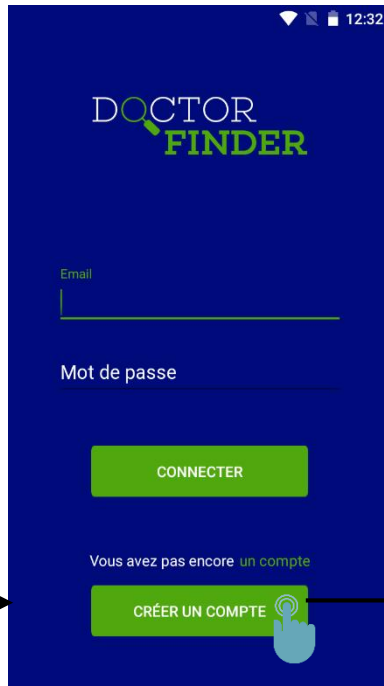 12:32
DOCTOR
FINDER
Email
Mot de passe
CONNECTER
Vous avez pas encore un compte
CRÉER UN COMPTE